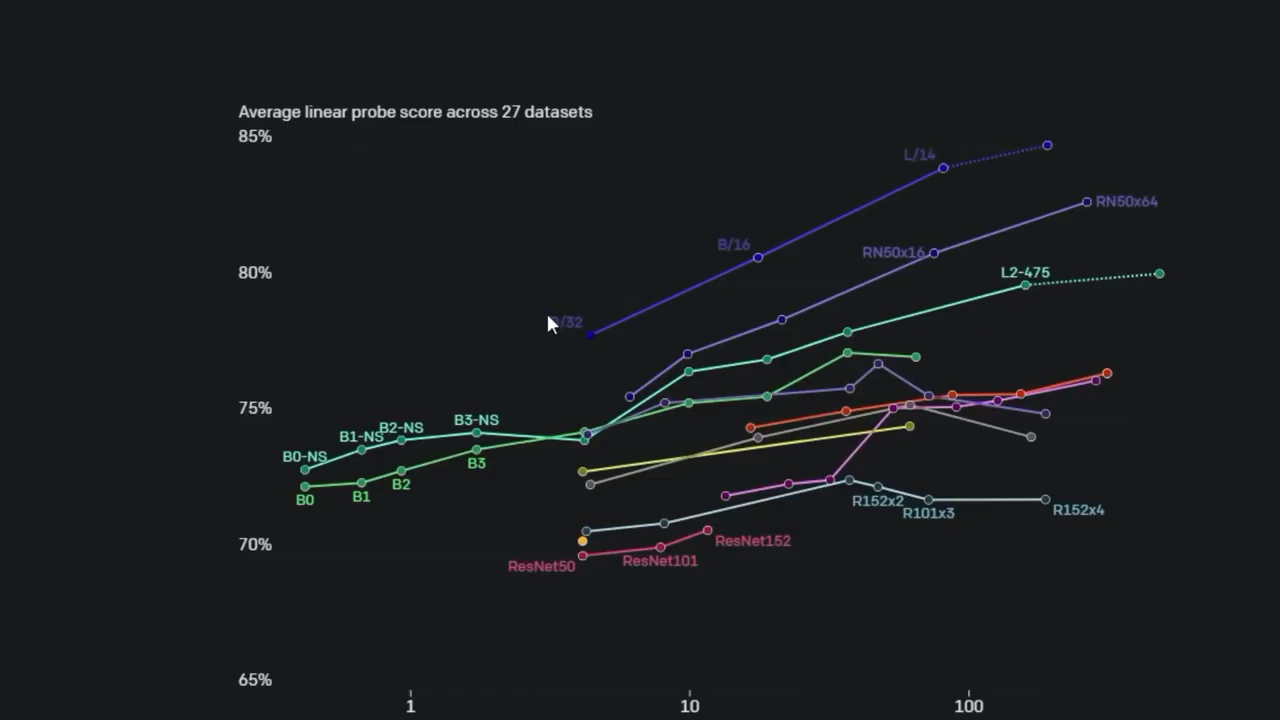 Average linear probe score across 27 datasets
85%
L/14
RN50x64
B/16
RN50x16
80%
L2-475
/32
75%
B3-NS
B2-NS
B1-NS
B0-NS
B3
B2
B1
B0
R152x2
R101x3
R152x4
70%
ResNet152
ResNet101
ResNet50
65%
1 10 100